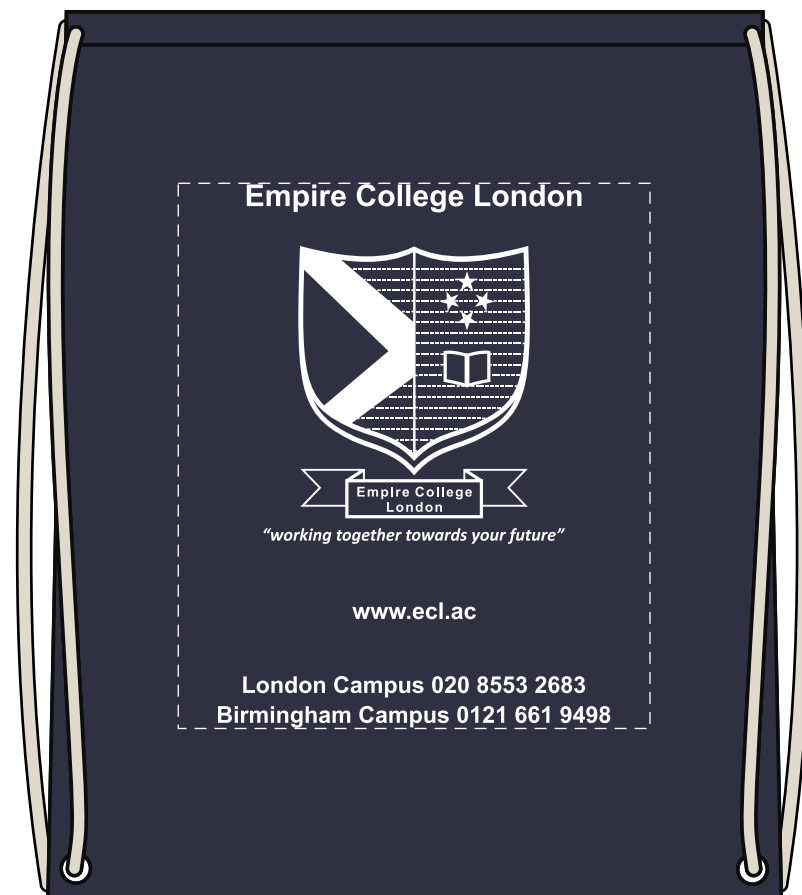 Empire College London
Empire College
London
“working together towards your future”
www.ecl.ac
London Campus 020 8553 2683
Birmingham Campus 0121 661 9498